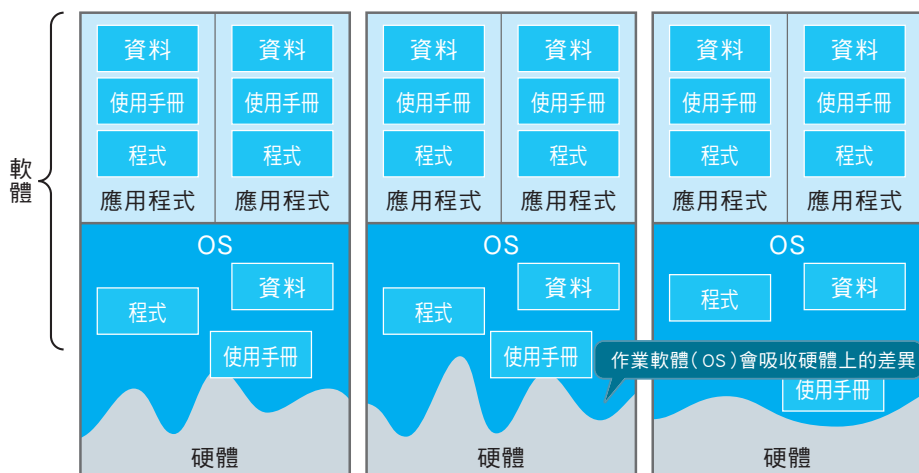 軟體
資料
資料
使用手冊
使用手冊
程式
程式
應用程式
應用程式
OS
資料
程式
使用手冊
硬體
資料
資料
使用手冊
使用手冊
程式
程式
應用程式
應用程式
OS
資料
程式
使用手冊
硬體
資料
資料
使用手冊
使用手冊
程式
程式
應用程式
應用程式
OS
資料
程式
作業軟體(OS)會吸收硬體上的差異
使用手冊
硬體